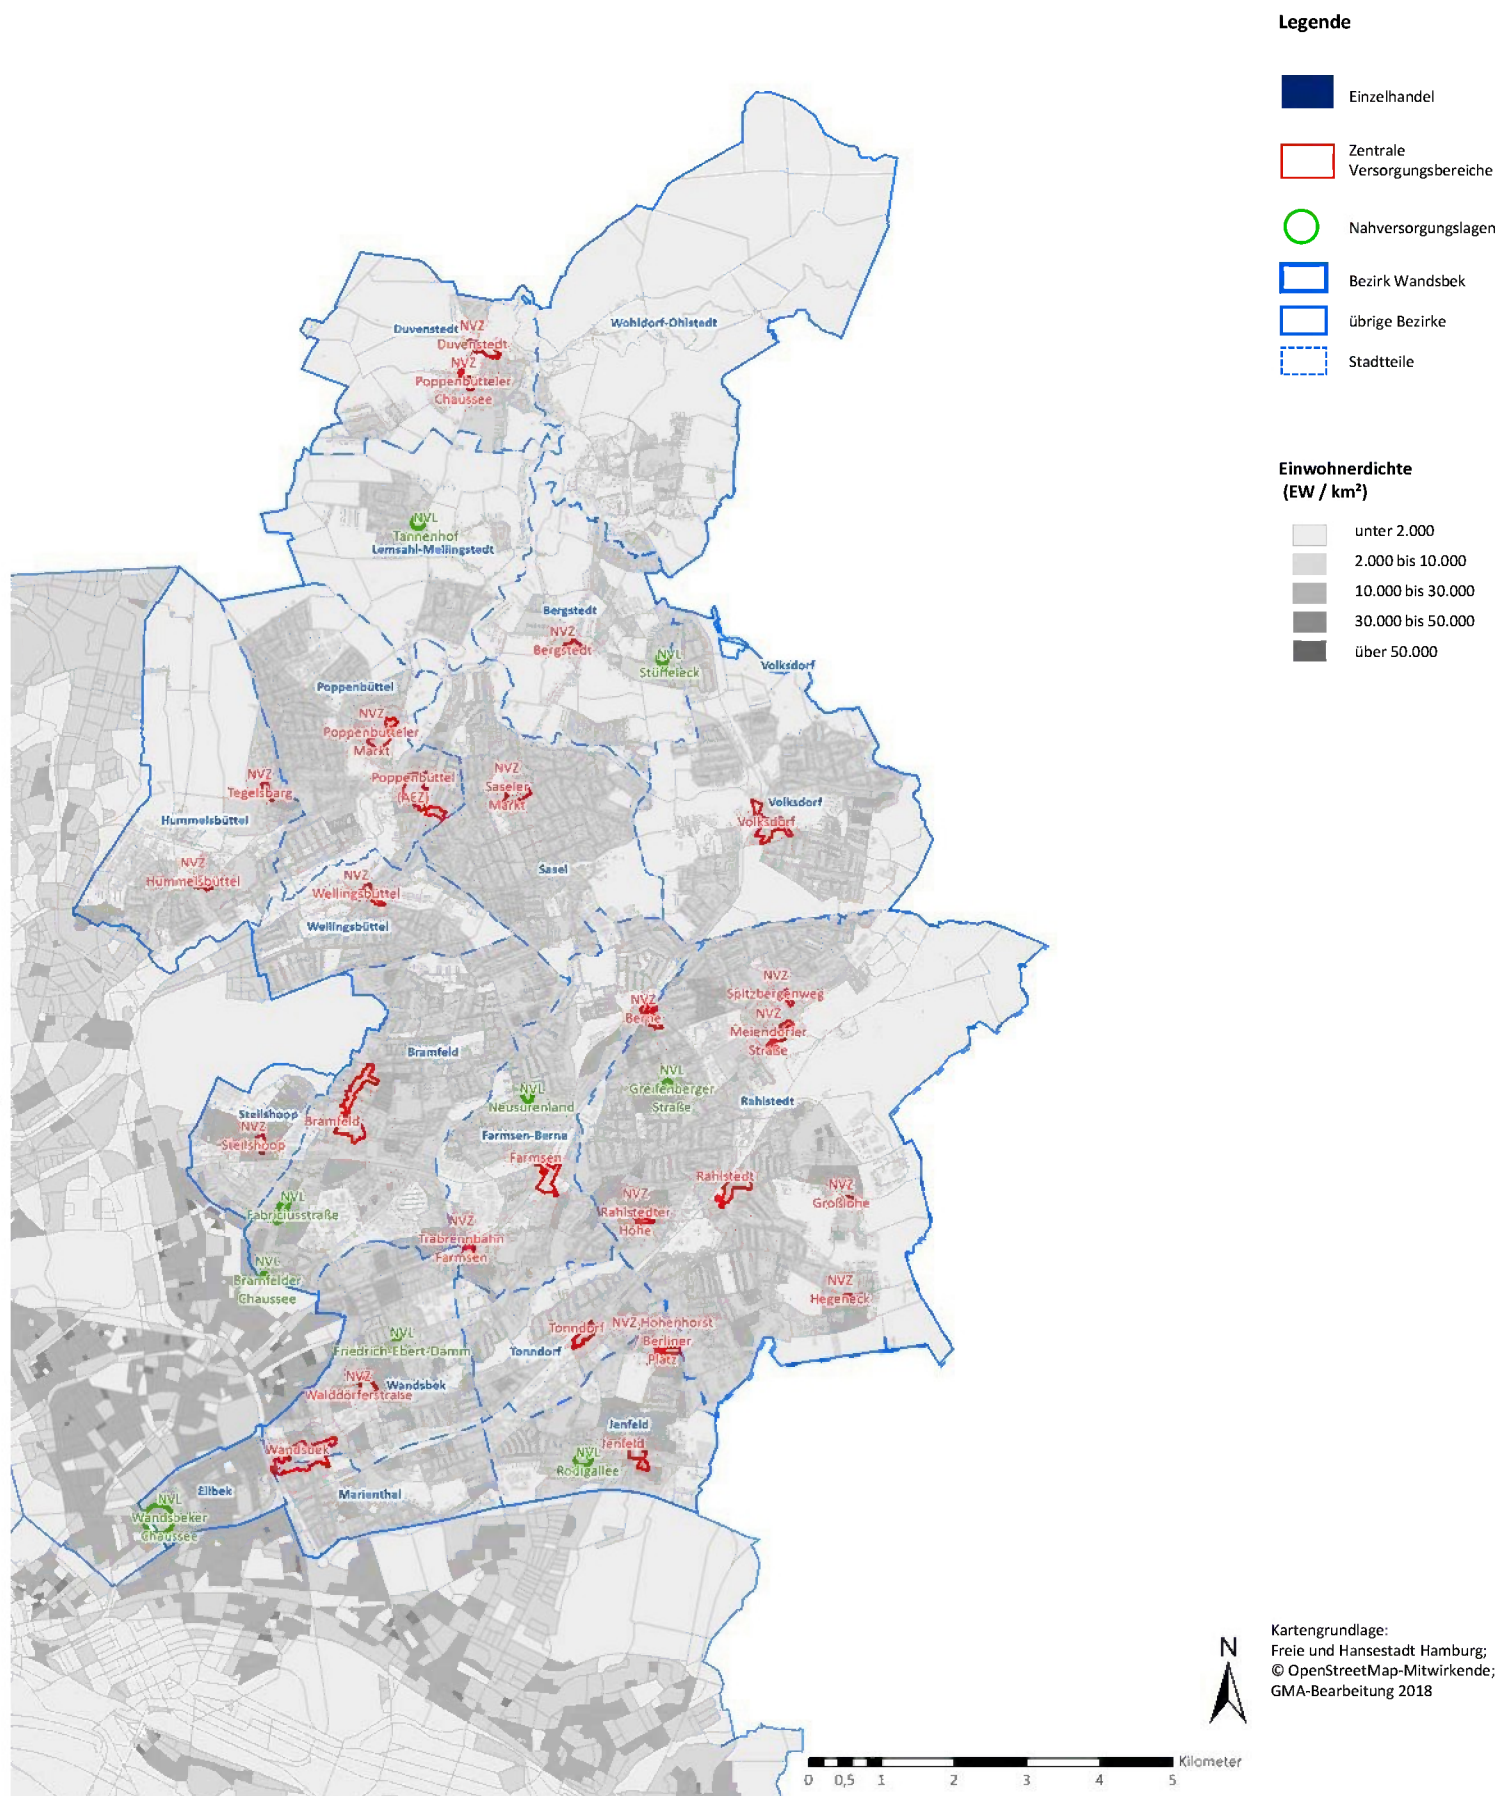 Legende
Einzelhandel
Zentrale
Versorgungsbereiche
Nahversorgungslagen
Bezirk Wandsbek
übrige Bezirke
Stadtteile
Einwohnerdichte
(EW / km²)
unter 2.000
2.000 bis 10.000
10.000 bis 30.000
30.000 bis 50.000
über 50.000
Wohldorf-Ohlstedt
Duvenstedt
NVZ
Duvenstedt
NVZ
Poppenbütteler
Chaussee
NVL
Tannenhof
Lemsahl-Mellingstedt
Bergstedt
NVZ
Bergstedt
NVL
Stüffeleck
Volksdorf
Poppenbüttel
NVZ
Poppenbütteler
Markt
NVZ
Tegelsbarg
Poppenbüttel
(AEZ)
NVZ
Saseler
Markt
Volksdorf
Volksdorf
Hummelsbüttel
NVZ
Hummelsbüttel
NVZ
Wellingsbüttel
Wellingsbüttel
Sasel
NVZ
Spitzbergenweg
NVZ
Berne
NVZ
Meiendorfer
Straße
Bramfeld
NVL
Greifenberger
Straße
NVL
Neusurenland
Rahlstedt
Steilshoop
NVZ
Steilshoop
Bramfeld
Farmsen-Berne
Farmsen
Rahlstedt
NVZ
Großlohe
NVL
Fabriciusstraße
NVZ
Rahlstedter
Höhe
NVZ
Trabrennbahn
Farmsen
NVL
Bramfelder
Chaussee
NVZ
Hegeneck
NVL
Friedrich-Ebert-Damm
Tonndorf
Tonndorf
NVZ Hohenhorst
Berliner
Platz
NVZ
Walddörferstraße
Wandsbek
Jenfeld
Jenfeld
Wandsbek
NVL
Rodigallee
Eilbek
Marienthal
NVL
Wandsbeker
Chaussee
N
Kartengrundlage:
Freie und Hansestadt Hamburg;
© OpenStreetMap-Mitwirkende;
GMA-Bearbeitung 2018
Kilometer
0 0,5 1 2 3 4 5